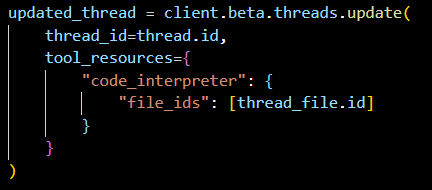 updated_thread = client.beta.threads.update(
    thread_id=thread.id,
    tool_resources={
        "code_interpreter": {
            "file_ids": [thread_file.id]
        }
    }
)